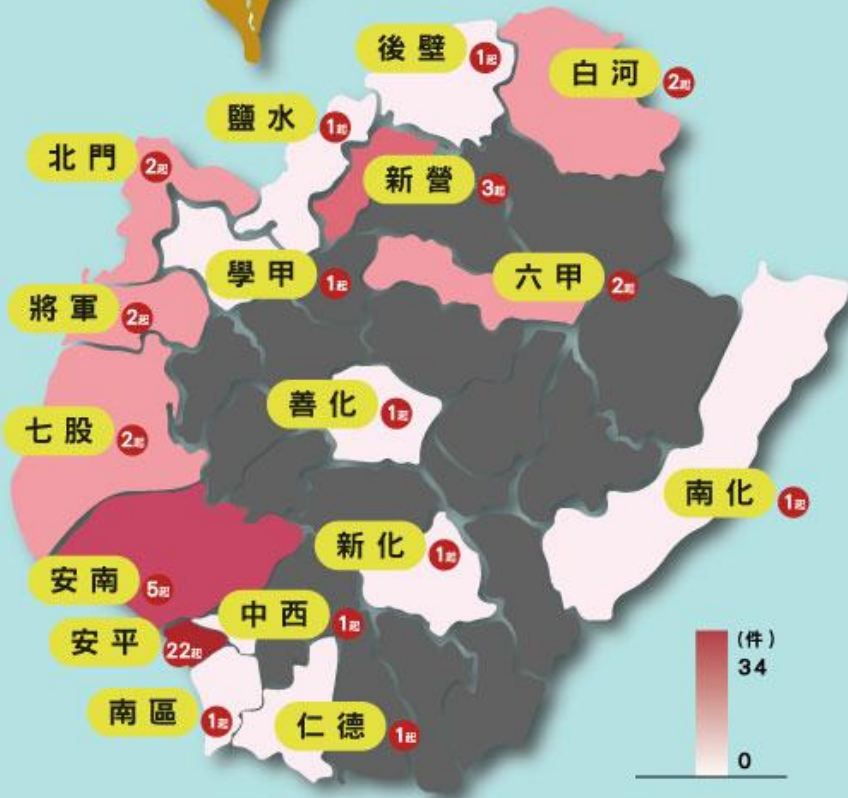 後壁 1起
白河 2起
鹽水 1起
北門 2起
新營 3起
學甲 1起
六甲 2起
將軍 2起
善化 1起
七股 2起
南化 1起
新化 1起
安南 5起
中西 1起
安平 22起
南區 1起
仁德 1起
(件)
34
0